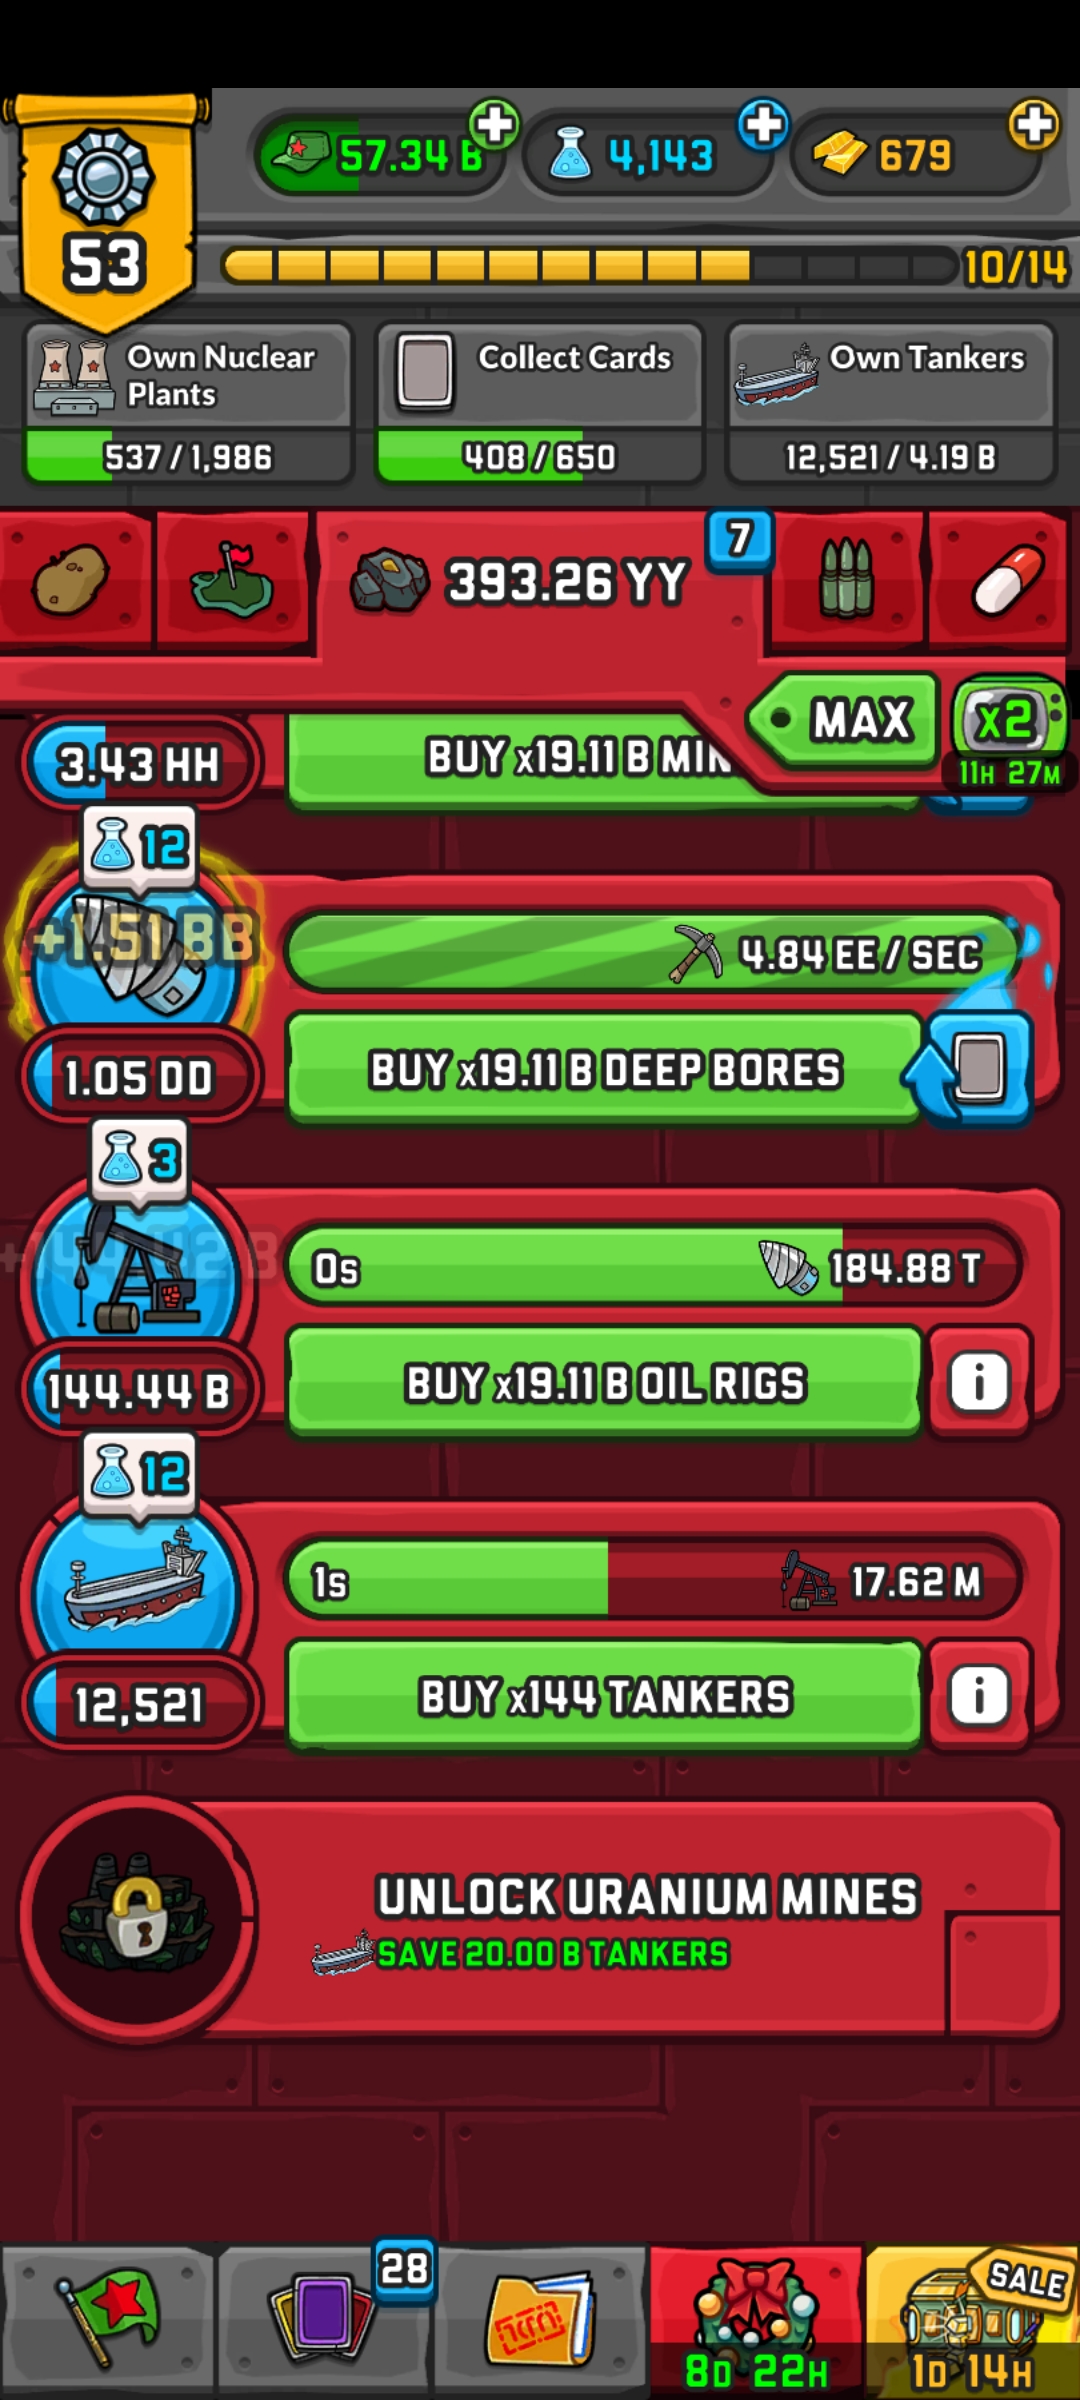 57.34 B
4,143
679
53
10/14
Own Nuclear
Plants
537/1,986
Collect Cards
408/650
Own Tankers
12,521/4.19 B
393.26 YY
7
MAX
x2
11H 27M
3.43 HH
BUY x19.11 B MIN
12
+1.51 BB
4.84 EE / SEC
1.05 DD
BUY x19.11 B DEEP BORES
3
0s
184.88 T
144.44 B
BUY x19.11 B OIL RIGS
i
12
1s
17.62 M
12,521
BUY x144 TANKERS
i
UNLOCK URANIUM MINES
SAVE 20.00 B TANKERS
28
SALE
8D 22H
1D 14H